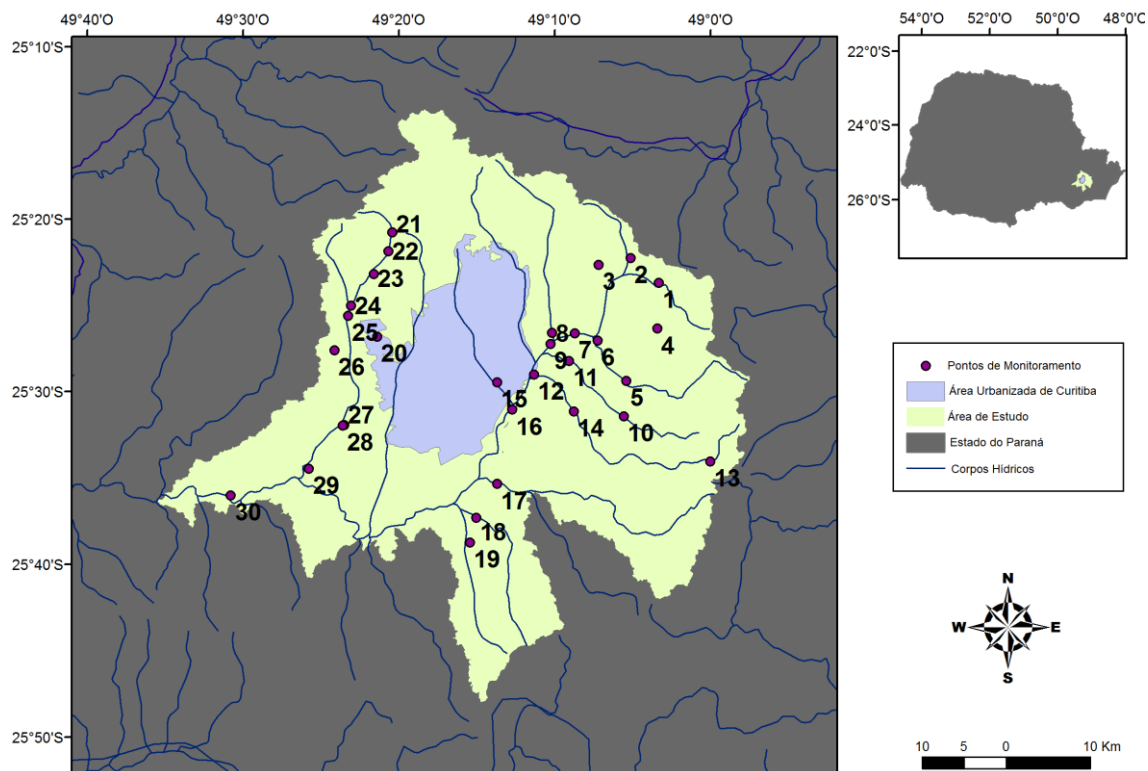 49°40'O 49°30'O 49°20'O 49°10'O 49°0'O
25°10'S
25°20'S
25°30'S
25°40'S
25°50'S
21
22
23
24
25
20
26
27
28
29
30
3
2
1
4
8
7
6
9
11
12
5
15
16
14
10
13
17
18
19
54°0'O 52°0'O 50°0'O 48°0'O
22°0'S
24°0'S
26°0'S
Pontos de Monitoramento
Área Urbanizada de Curitiba
Área de Estudo
Estado do Paraná
Corpos Hídricos
N
W E
S
10 5 0 10 Km